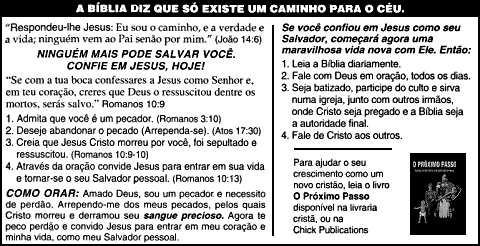 A BÍBLIA DIZ QUE SÓ EXISTE UM CAMINHO PARA O CÉU.
"Respondeu-lhe Jesus: Eu sou o caminho, e a verdade e
a vida; ninguém vem ao Pai senão por mim." (João 14:6)
NINGUÉM MAIS PODE SALVAR VOCÊ.
CONFIE EM JESUS, HOJE!
"Se com a tua boca confessares a Jesus como Senhor e,
em teu coração, creres que Deus o ressuscitou dentre os
mortos, serás salvo." Romanos 10:9
1. Admita que você é um pecador. (Romanos 3:10)
2. Deseje abandonar o pecado (Arrependa-se). (Atos 17:30)
3. Creia que Jesus Cristo morreu por você, foi sepultado e
ressuscitou. (Romanos 10:9-10)
4. Através da oração convide Jesus para entrar em sua vida
e tornar-se o seu Salvador pessoal. (Romanos 10:13)
COMO ORAR: Amado Deus, sou um pecador e necessito
de perdão. Arrependo-me dos meus pecados, pelos quais
Cristo morreu e derramou seu sangue precioso. Agora te
peço perdão e convido Jesus para entrar em meu coração e
minha vida, como meu Salvador pessoal.
Se você confiou em Jesus como seu
Salvador, começará agora uma
maravilhosa vida nova com Ele. Então:
1. Leia a Bíblia diariamente.
2. Fale com Deus em oração, todos os dias.
3. Seja batizado, participe do culto e sirva
numa igreja, junto com outros irmãos,
onde Cristo seja pregado e a Bíblia seja
a autoridade final.
4. Fale de Cristo aos outros.
Para ajudar o seu
crescimento como um
novo cristão, leia o livro
O Próximo Passo
disponível na livraria
cristã, ou na
Chick Publications
O PRÓXIMO PASSO